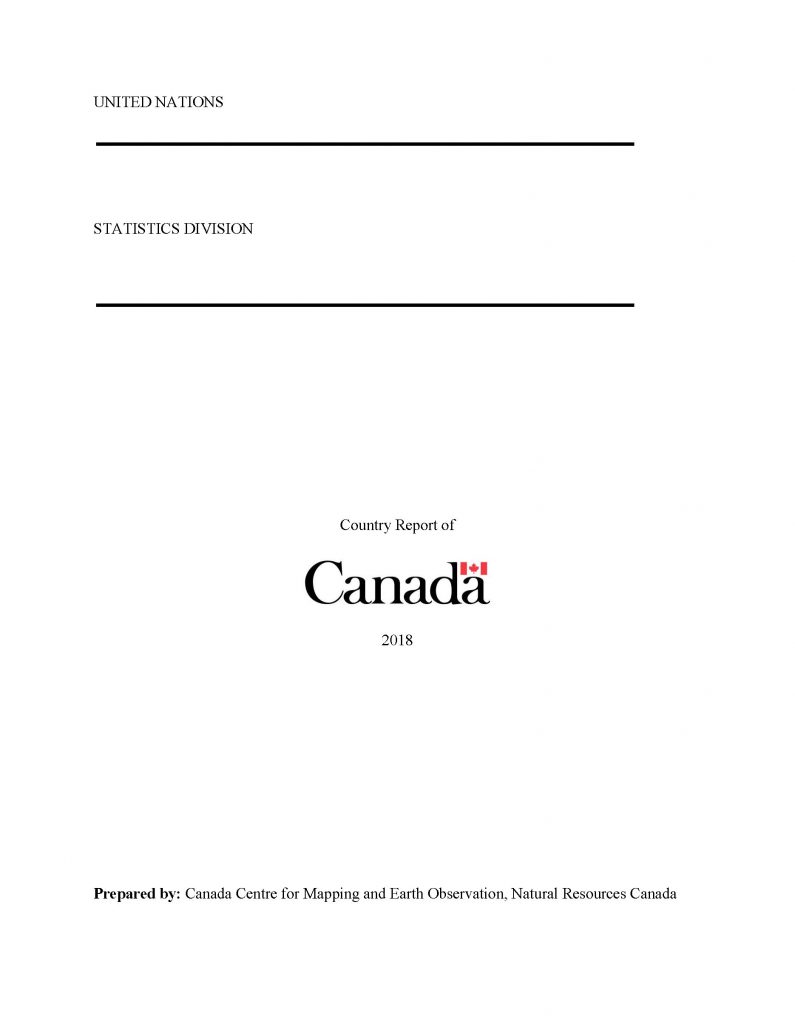 UNITED NATIONS
STATISTICS DIVISION
Country Report of
Canada
2018
Prepared by: Canada Centre for Mapping and Earth Observation, Natural Resources Canada